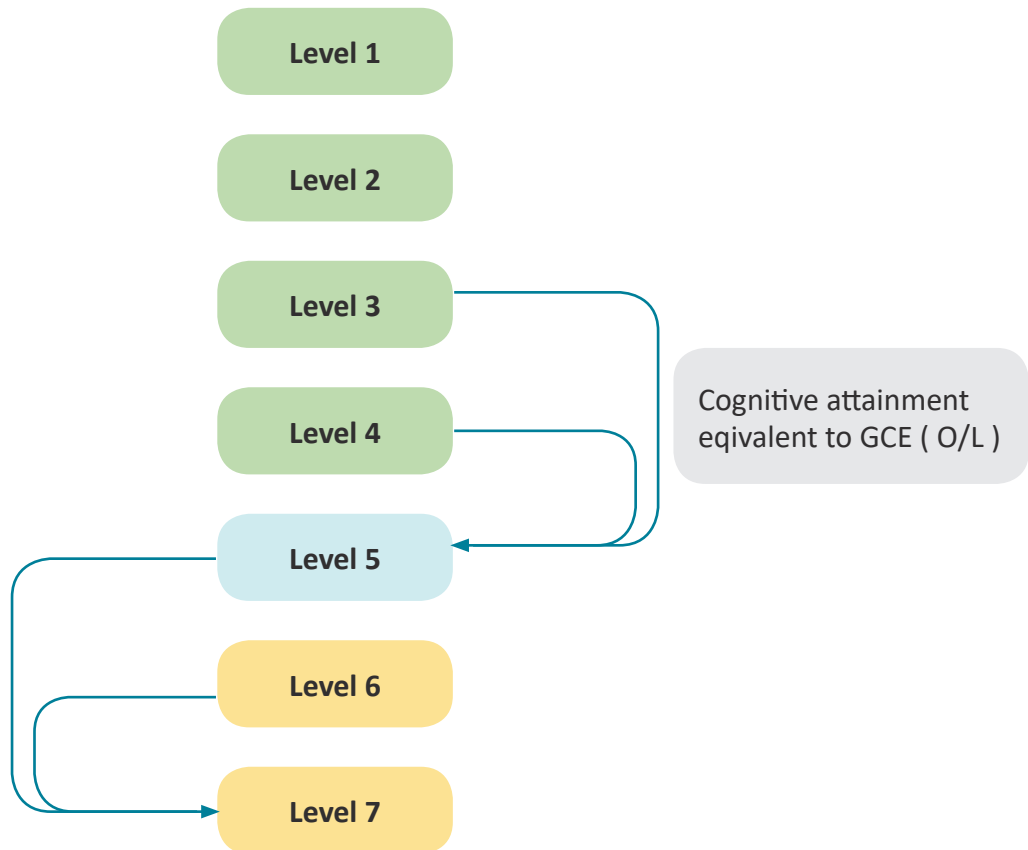 Level 1
Level 2
Level 3
Cognitive attainment
eqivalent to GCE ( O/L )
Level 4
Level 5
Level 6
Level 7